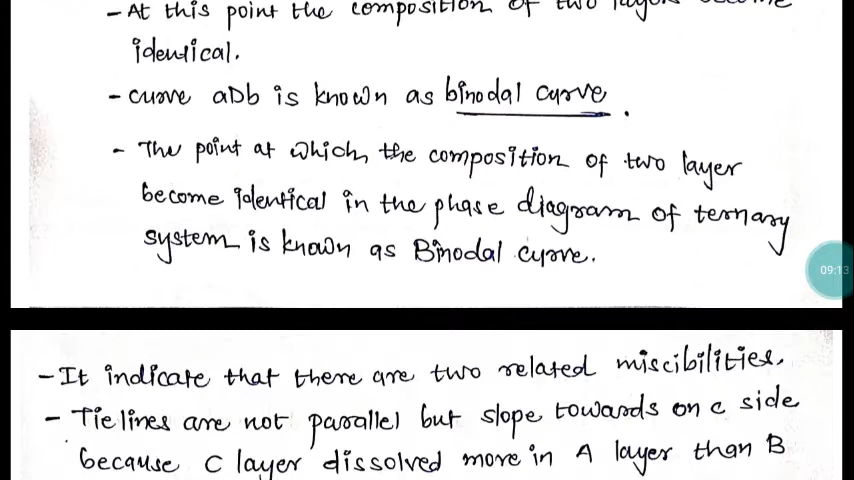 - At this point the composition of two layers become
identical.
- curve aDb is known as binodal curve.
- The point at which the composition of two layer
become identical in the phase diagram of ternary
system is known as Binodal curve.
09:13
- It indicate that there are two related miscibilities.
- Tie lines are not parallel but slope towards on c side
because C layer dissolved more in A layer than B